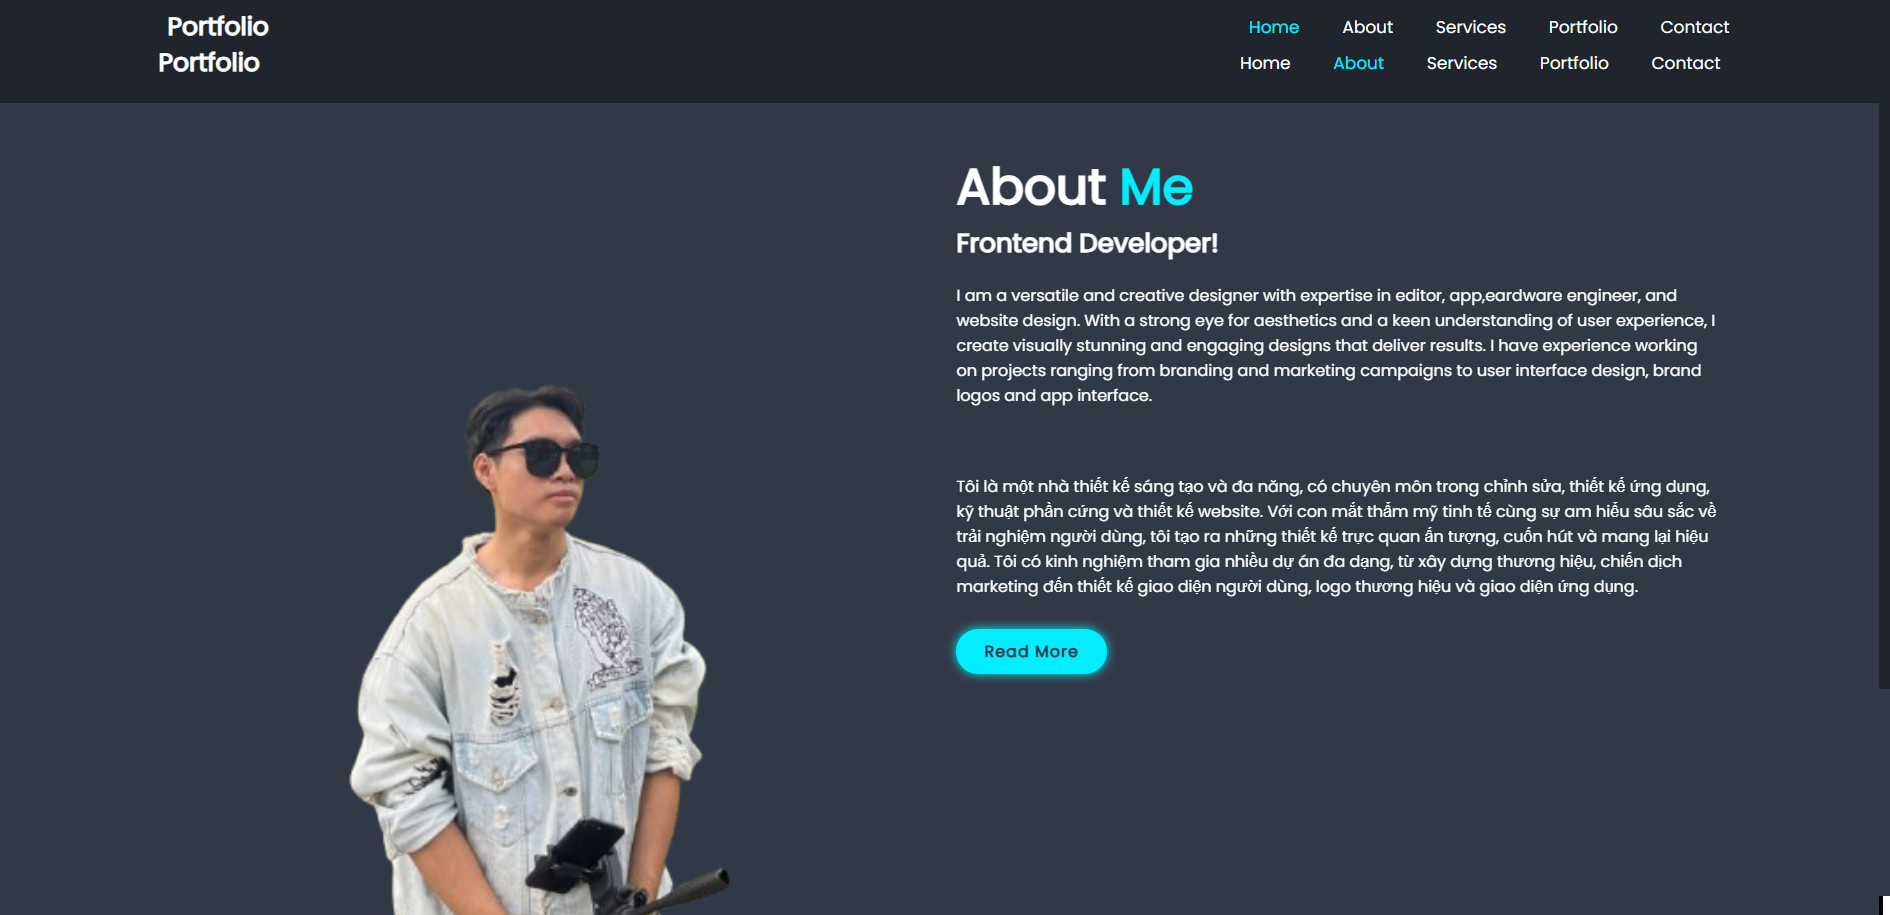 Portfolio Home About Services Portfolio Contact
Portfolio Home About Services Portfolio Contact
About Me
Frontend Developer!
I am a versatile and creative designer with expertise in editor, app,eardware engineer, and
website design. With a strong eye for aesthetics and a keen understanding of user experience, I
create visually stunning and engaging designs that deliver results. I have experience working
on projects ranging from branding and marketing campaigns to user interface design, brand
logos and app interface.
Tôi là một nhà thiết kế sáng tạo và đa năng, có chuyên môn trong chỉnh sửa, thiết kế ứng dụng,
kỹ thuật phần cứng và thiết kế website. Với con mắt thẩm mỹ tinh tế cùng sự am hiểu sâu sắc về
trải nghiệm người dùng, tôi tạo ra những thiết kế trực quan ấn tượng, cuốn hút và mang lại hiệu
quả. Tôi có kinh nghiệm tham gia nhiều dự án đa dạng, từ xây dựng thương hiệu, chiến dịch
marketing đến thiết kế giao diện người dùng, logo thương hiệu và giao diện ứng dụng.
Read More